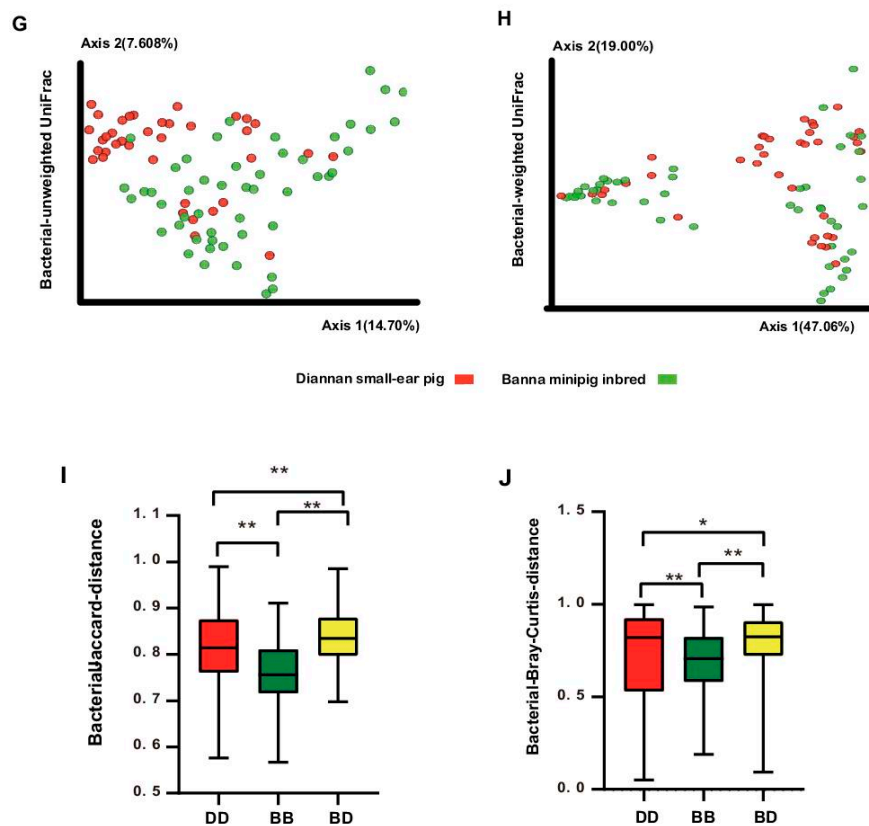 G
Axis 2(7.608%)
Bacterial-unweighted UniFrac
Axis 1(14.70%)
H
Axis 2(19.00%)
Bacterial-weighted UniFrac
Axis 1(47.06%)
Diannan small-ear pig
Banna minipig inbred
I
Bacterial-Jaccard-distance
1. 1
1. 0
0. 9
0. 8
0. 7
0. 6
0. 5
**
**
**
DD BB BD
J
Bacterial-Bray-Curtis-distance
1. 5
1. 0
0. 5
0. 0
*
**
**
DD BB BD